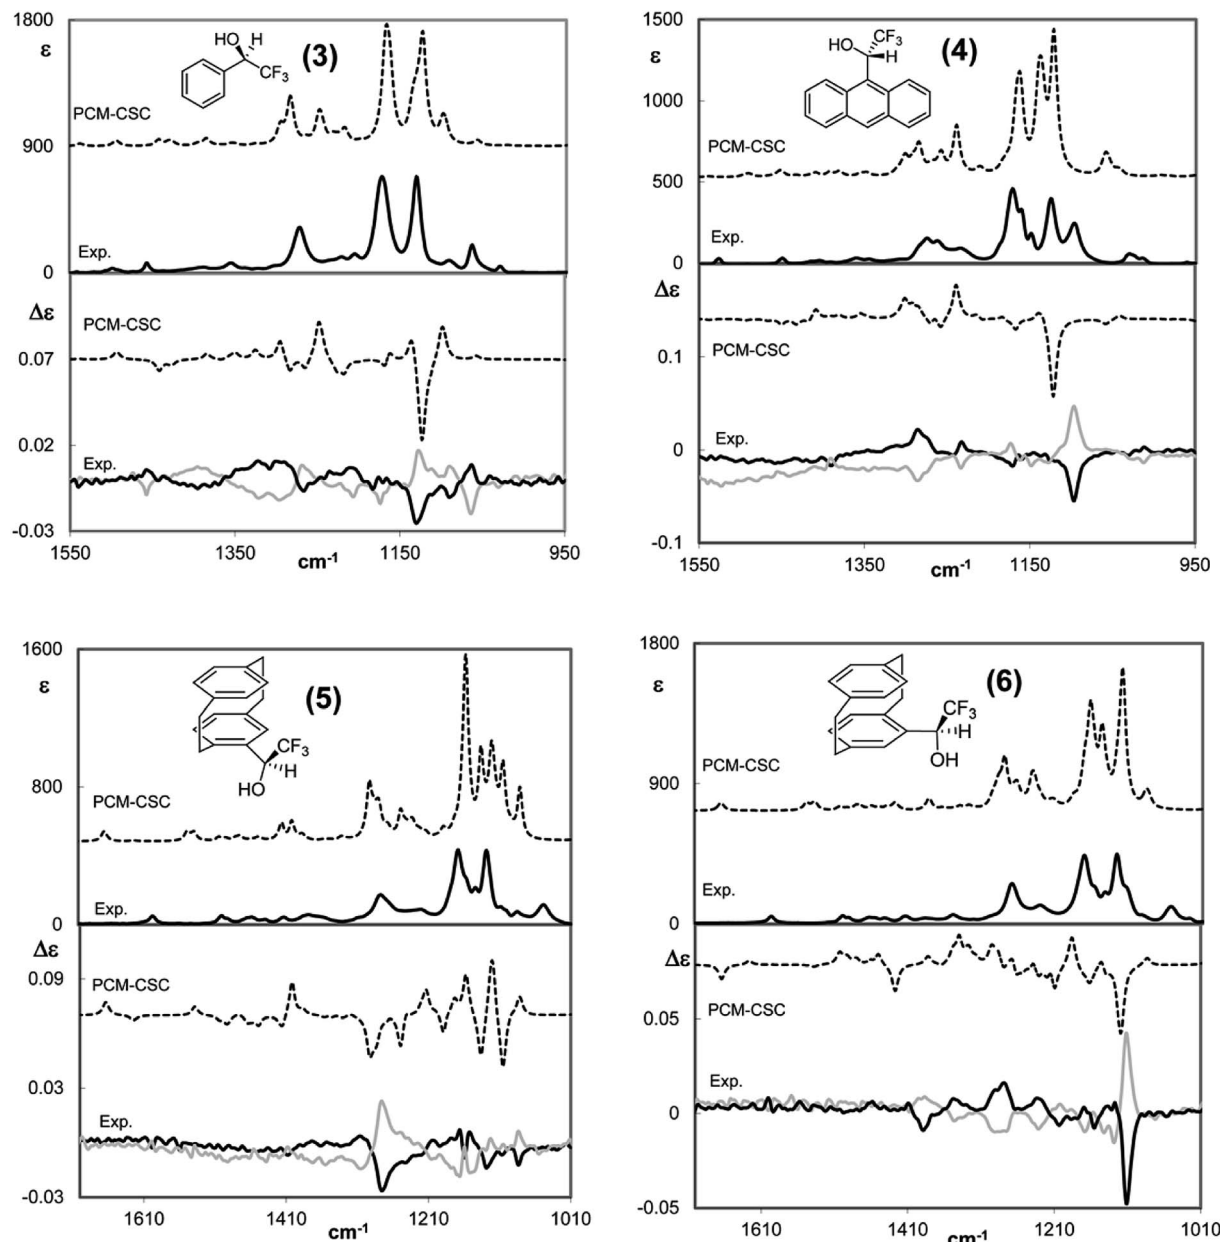 1800
ε
HO H
(3)
CF3
PCM-CSC
900
Exp.
0
Δε
PCM-CSC
0.07
0.02
Exp.
-0.03
1550
1350
cm-1
1150
950
1500
ε
CF3
HO H
(4)
1000
PCM-CSC
500
Exp.
0
Δε
PCM-CSC
0.1
Exp.
0
-0.1
1550
1350
cm-1
1150
950
1600
ε
(5)
CF3
H
HO
800
PCM-CSC
Exp.
0
Δε
0.09
PCM-CSC
0.03
Exp.
-0.03
1610
1410
cm-1
1210
1010
1800
ε
(6)
CF3
H
OH
PCM-CSC
900
Exp.
0
Δε
PCM-CSC
0.05
Exp.
0
-0.05
1610
1410
cm-1
1210
1010